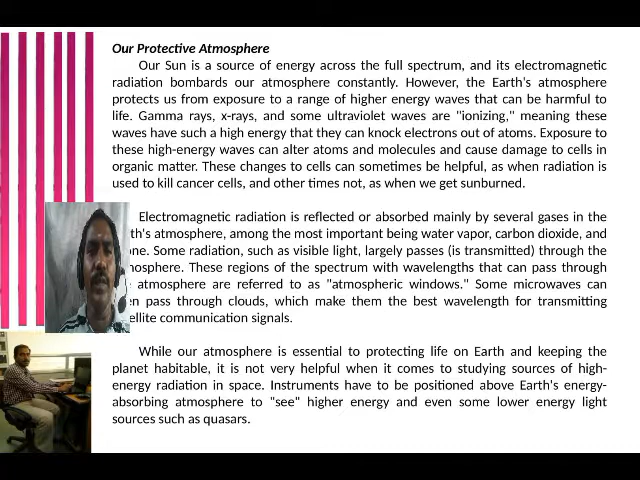 Our Protective Atmosphere
Our Sun is a source of energy across the full spectrum, and its electromagnetic
radiation bombards our atmosphere constantly. However, the Earth's atmosphere
protects us from exposure to a range of higher energy waves that can be harmful to
life. Gamma rays, x-rays, and some ultraviolet waves are "ionizing," meaning these
waves have such a high energy that they can knock electrons out of atoms. Exposure to
these high-energy waves can alter atoms and molecules and cause damage to cells in
organic matter. These changes to cells can sometimes be helpful, as when radiation is
used to kill cancer cells, and other times not, as when we get sunburned.
Electromagnetic radiation is reflected or absorbed mainly by several gases in the
th's atmosphere, among the most important being water vapor, carbon dioxide, and
ne. Some radiation, such as visible light, largely passes (is transmitted) through the
nosphere. These regions of the spectrum with wavelengths that can pass through
atmosphere are referred to as "atmospheric windows." Some microwaves can
n pass through clouds, which make them the best wavelength for transmitting
ellite communication signals.
While our atmosphere is essential to protecting life on Earth and keeping the
planet habitable, it is not very helpful when it comes to studying sources of high-
energy radiation in space. Instruments have to be positioned above Earth's energy-
absorbing atmosphere to "see" higher energy and even some lower energy light
sources such as quasars.